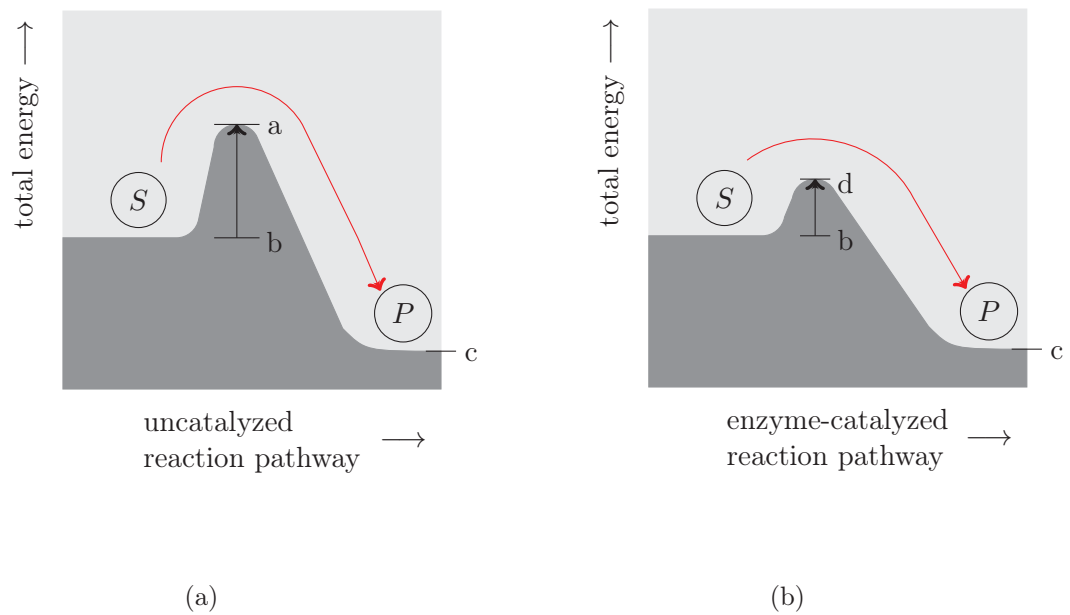 total energy ⟶
S
a
b
P
c
uncatalyzed
reaction pathway ⟶
(a)
total energy ⟶
S
d
b
P
c
enzyme-catalyzed
reaction pathway ⟶
(b)